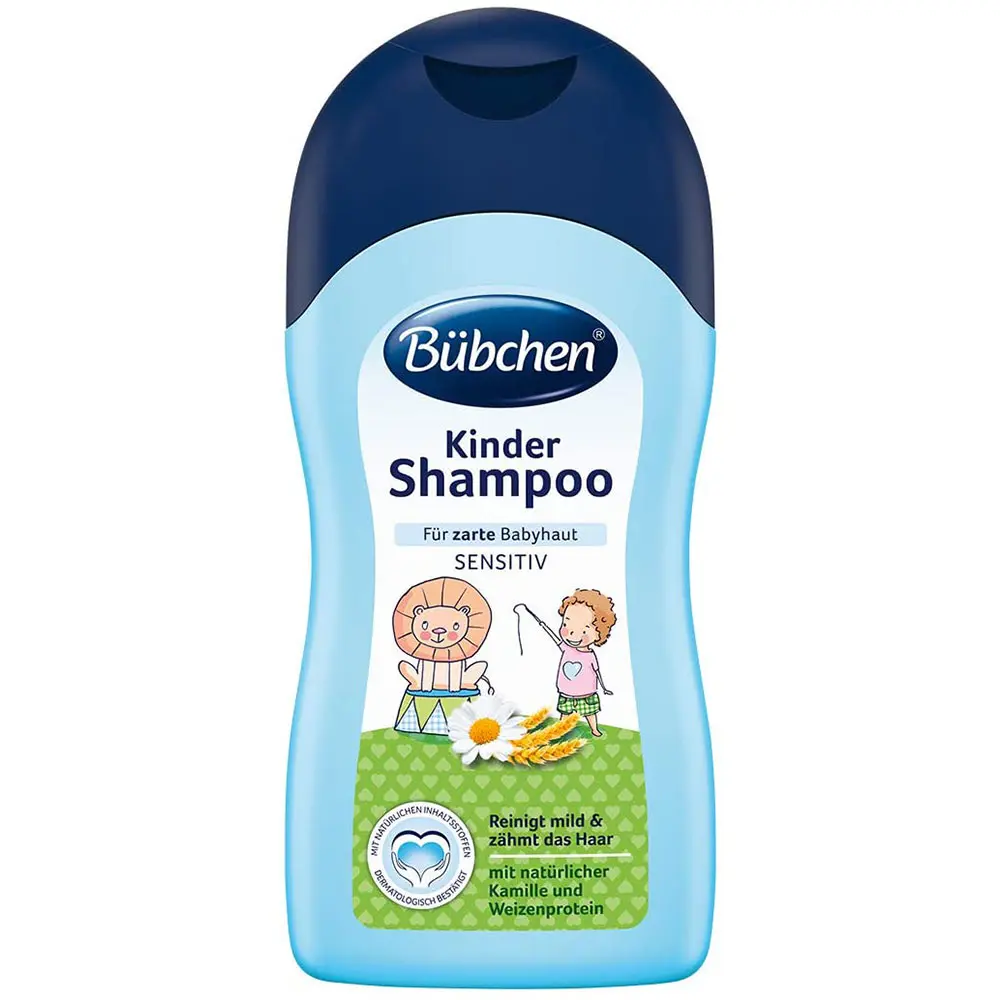 Bübchen®
Kinder
Shampoo
Für zarte Babyhaut
SENSITIV
MIT NATÜRLICHEN INHALTSSTOFFEN
DERMATOLOGISCH BESTÄTIGT
Reinigt mild &
zähmt das Haar
mit natürlicher
Kamille und
Weizenprotein